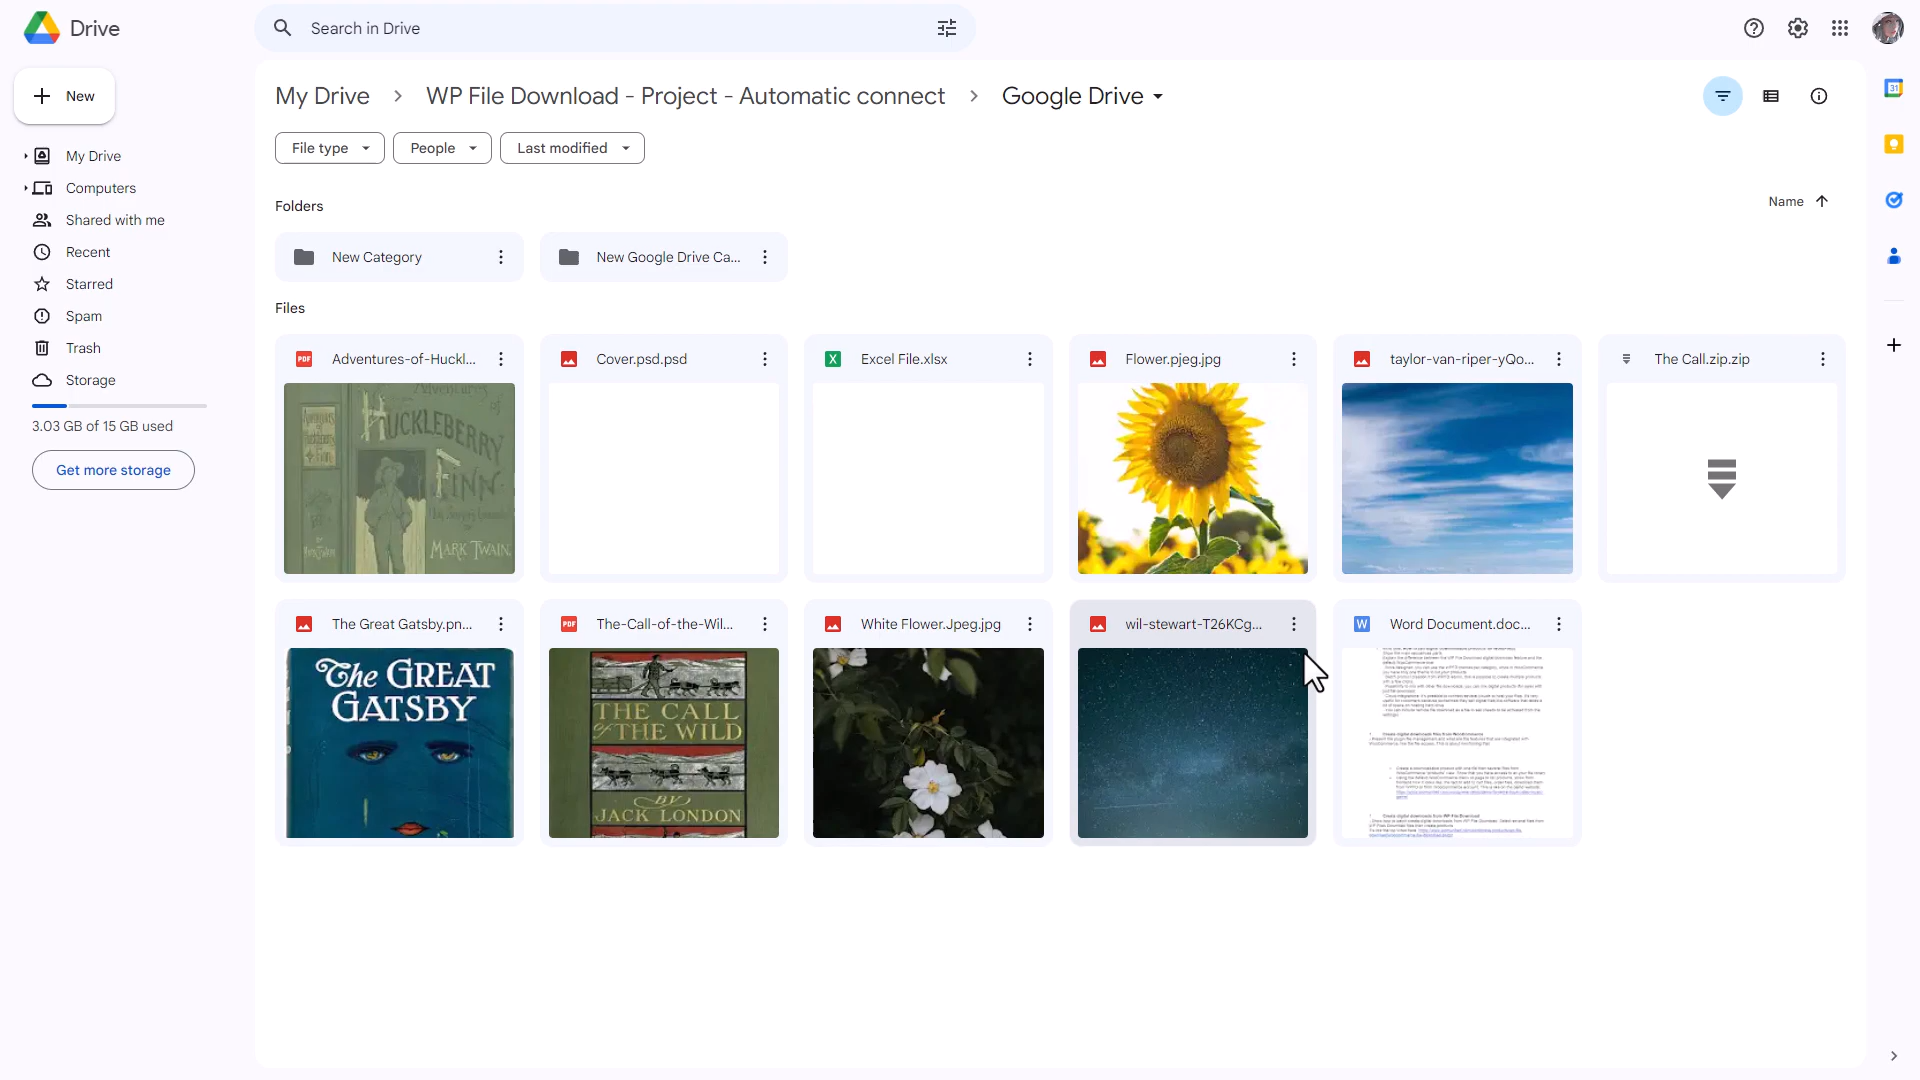 Drive
Search in Drive
New
My Drive
Computers
Shared with me
Recent
Starred
Spam
Trash
Storage
3.03 GB of 15 GB used
Get more storage
My Drive
WP File Download - Project - Automatic connect
Google Drive
File type
People
Last modified
Folders
Name
New Category
New Google Drive Ca...
Files
PDF
Adventures-of-Huckl...
Cover.psd.psd
X
Excel File.xlsx
Flower.pjeg.jpg
taylor-van-riper-yQo...
The Call.zip.zip
HUCKLEBERRY
FINN
MARK TWAIN
The Great Gatsby.pn...
PDF
The-Call-of-the-Wil...
White Flower.Jpeg.jpg
wil-stewart-T26KCg...
W
Word Document.doc...
The GREAT
GATSBY
THE CALL
OF THE WILD
BY
JACK LONDON
31